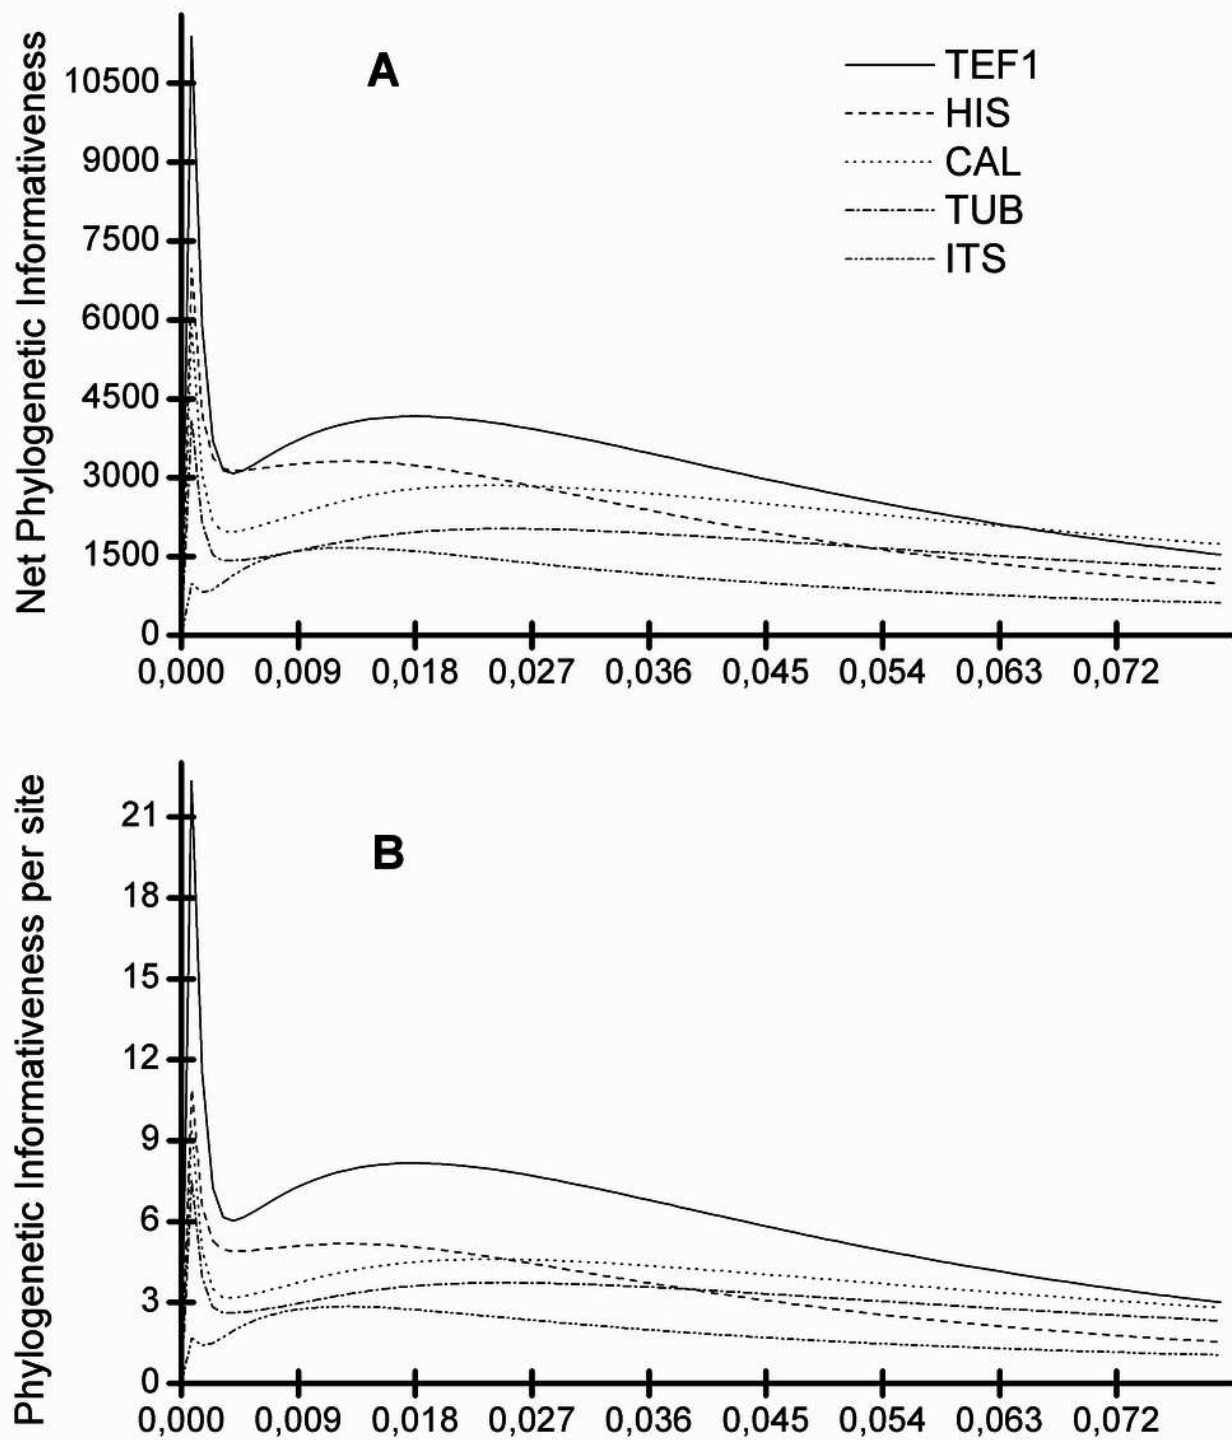 A
TEF1
HIS
CAL
TUB
ITS
Net Phylogenetic Informativeness
10500
9000
7500
6000
4500
3000
1500
0
0,000 0,009 0,018 0,027 0,036 0,045 0,054 0,063 0,072
B
Phylogenetic Informativeness per site
21
18
15
12
9
6
3
0
0,000 0,009 0,018 0,027 0,036 0,045 0,054 0,063 0,072